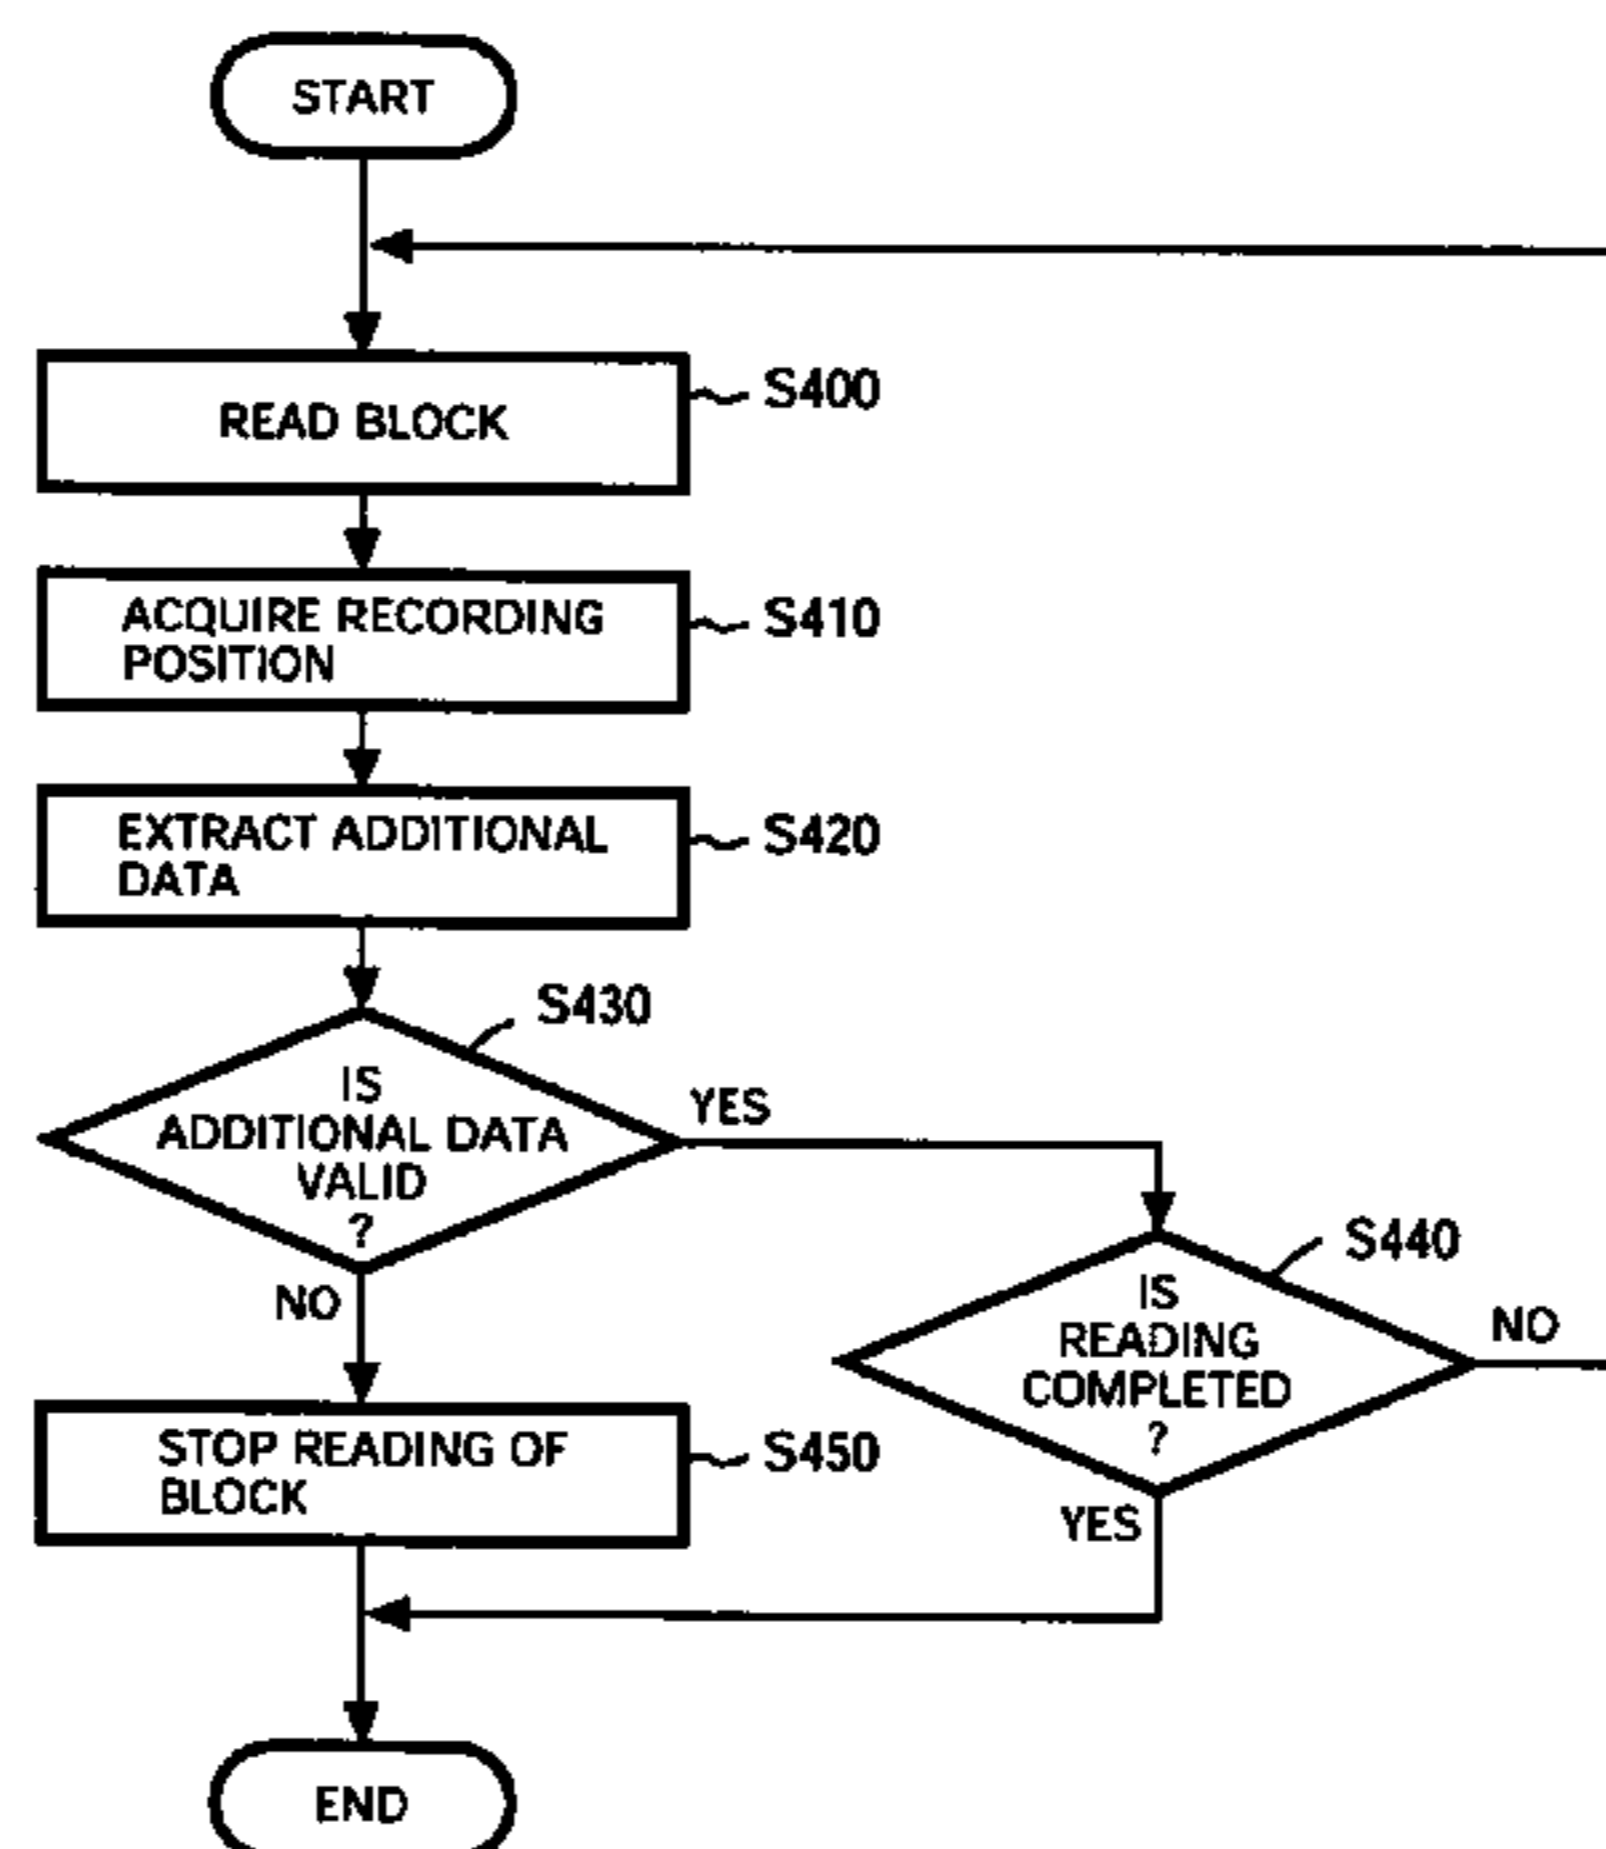 START
READ BLOCK
S400
ACQUIRE RECORDING
POSITION
S410
EXTRACT ADDITIONAL
DATA
S420
S430
IS
ADDITIONAL DATA
VALID
?
YES
NO
S440
IS
READING
COMPLETED
?
NO
YES
STOP READING OF
BLOCK
S450
END